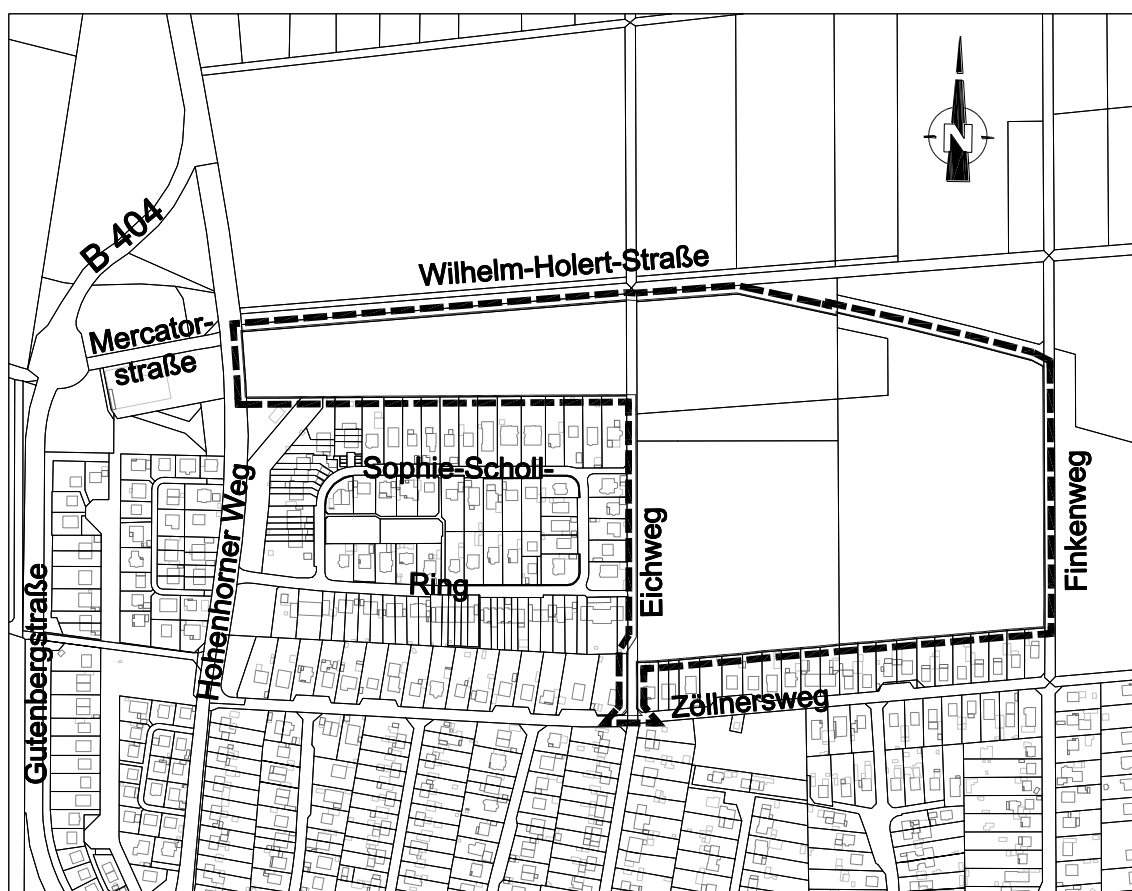 N
B 404
Wilhelm-Holert-Straße
Mercator-
straße
Sophie-Scholl-
Ring
Hohenhorner Weg
Eichweg
Finkenweg
Gutenbergstraße
Zöllnersweg